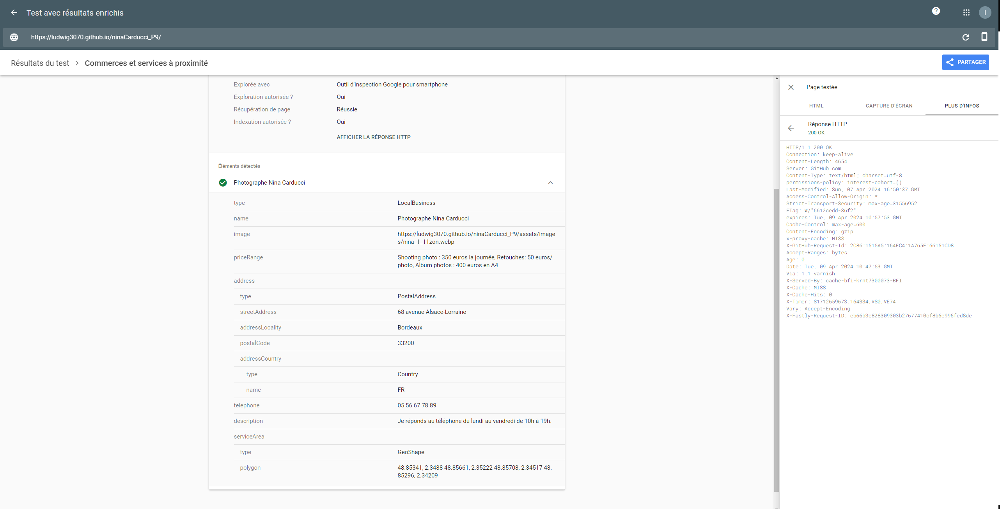 Test avec résultats enrichis
I
https://ludwig3070.github.io/ninaCarducci_P9/
Résultats du test
Commerces et services à proximité
PARTAGER
Explorée avec
Outil d'inspection Google pour smartphone
Exploration autorisée ?
Oui
Récupération de page
Réussie
Indexation autorisée ?
Oui
AFFICHER LA RÉPONSE HTTP
Éléments détectés
Photographe Nina Carducci
type
LocalBusiness
name
Photographe Nina Carducci
image
https://ludwig3070.github.io/ninaCarducci_P9/assets/image
s/nina_1_11zon.webp
priceRange
Shooting photo : 350 euros la journée, Retouches: 50 euros/
photo, Album photos : 400 euros en A4
address
type
PostalAddress
streetAddress
68 avenue Alsace-Lorraine
addressLocality
Bordeaux
postalCode
33200
addressCountry
type
Country
name
FR
telephone
05 56 67 78 89
description
Je réponds au téléphone du lundi au vendredi de 10h à 19h.
serviceArea
type
GeoShape
polygon
48.85341, 2.3488 48.85661, 2.35222 48.85708, 2.34517 48.
85296, 2.34209
Page testée
HTML
CAPTURE D'ÉCRAN
PLUS D'INFOS
Réponse HTTP
200 OK
HTTP/1.1 200 OK
Connection: keep-alive
Content-Length: 4654
Server: GitHub.com
Content-Type: text/html; charset=utf-8
permissions-policy: interest-cohort=()
Last-Modified: Sun, 07 Apr 2024 16:50:37 GMT
Access-Control-Allow-Origin: *
Strict-Transport-Security: max-age=31556952
ETag: W/"6612cedd-36f2"
expires: Tue, 09 Apr 2024 10:57:53 GMT
Cache-Control: max-age=600
Content-Encoding: gzip
x-proxy-cache: MISS
X-GitHub-Request-Id: 2C86:1515A5:164EC4:1A765F:66151CD8
Accept-Ranges: bytes
Age: 0
Date: Tue, 09 Apr 2024 10:47:53 GMT
Via: 1.1 varnish
X-Served-By: cache-bfi-krnt7300073-BFI
X-Cache: MISS
X-Cache-Hits: 0
X-Timer: S1712659673.164334,VS0,VE74
Vary: Accept-Encoding
X-Fastly-Request-ID: eb66b3e828309303b27677410cf8b6e996fed8de